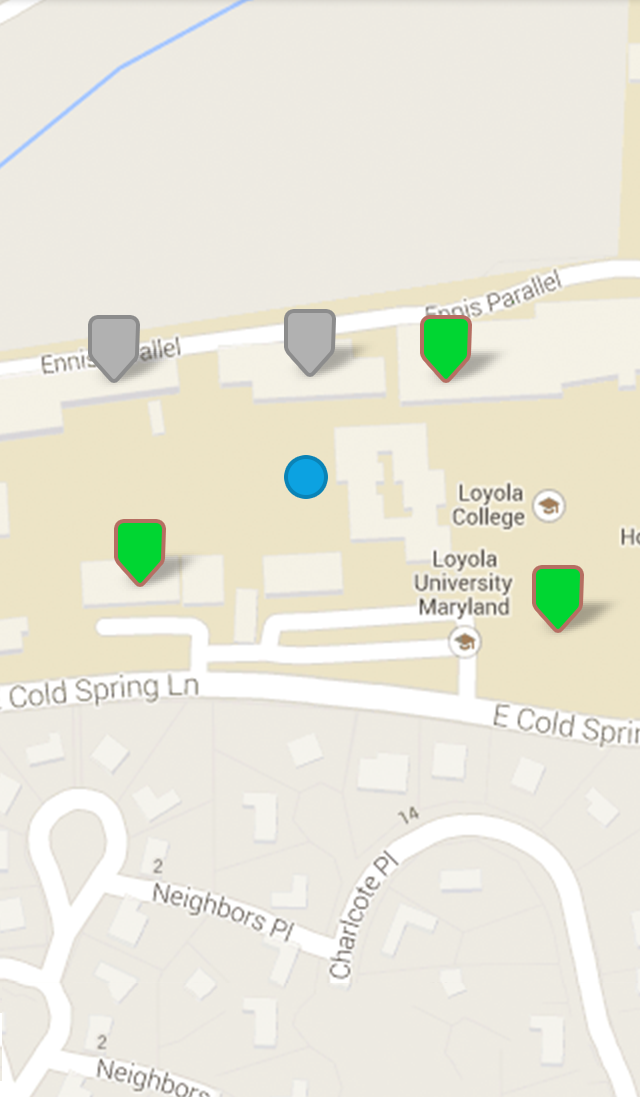 Ennis Parallel
Ennis Parallel
Loyola
College
Ho
Loyola
University
Maryland
Cold Spring Ln
E Cold Sprin
14
2
Neighbors Pl
Charlcote Pl
2
Neighbors